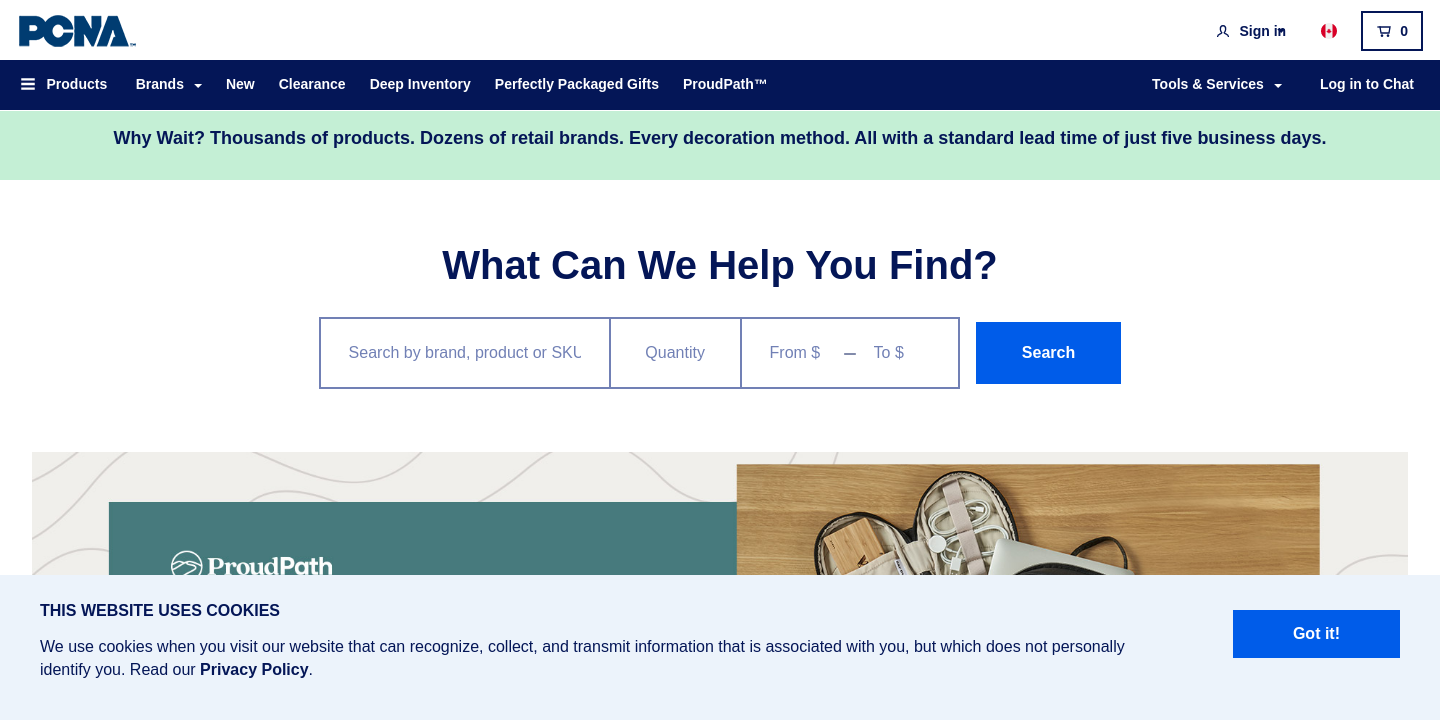 PCNA™
Sign in
0
Products
Brands
New
Clearance
Deep Inventory
Perfectly Packaged Gifts
ProudPath™
Tools & Services
Log in to Chat
Why Wait? Thousands of products. Dozens of retail brands. Every decoration method. All with a standard lead time of just five business days.
What Can We Help You Find?
Search by brand, product or SKU
Quantity
From $
–
To $
Search
ProudPath
THIS WEBSITE USES COOKIES
We use cookies when you visit our website that can recognize, collect, and transmit information that is associated with you, but which does not personally
identify you. Read our Privacy Policy.
Got it!